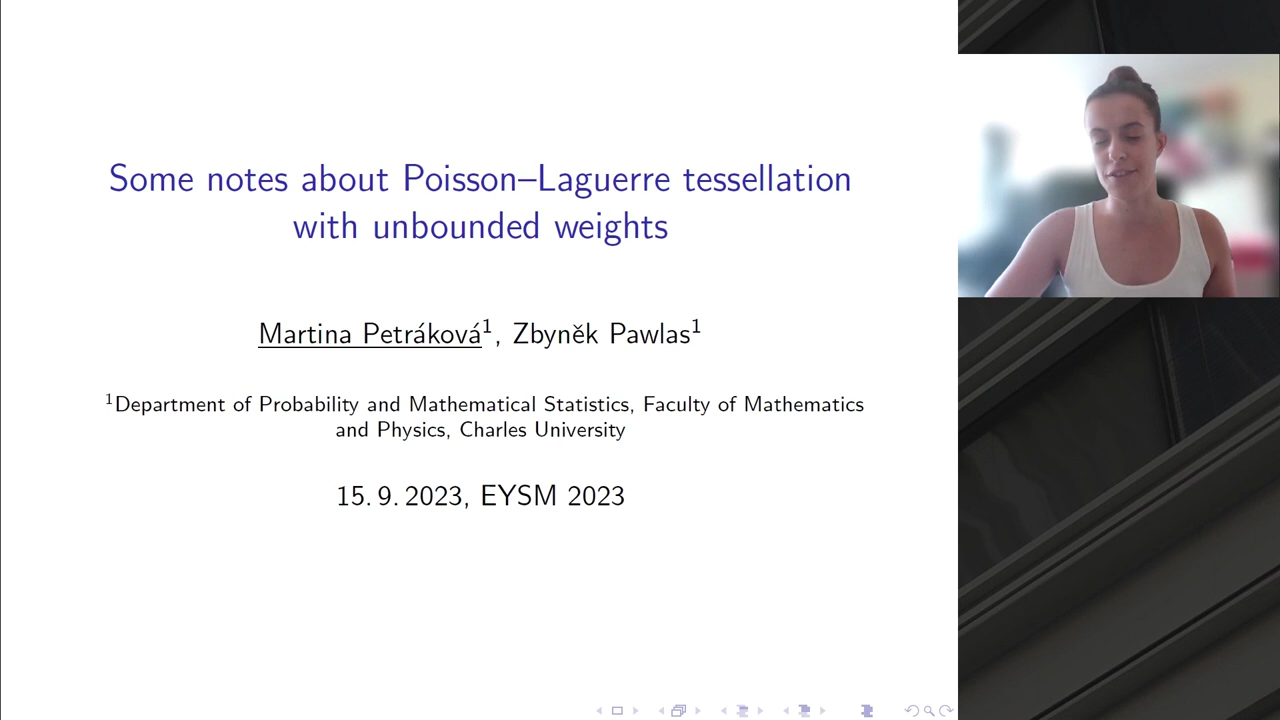 Some notes about Poisson–Laguerre tessellation
with unbounded weights
Martina Petráková¹, Zbyněk Pawlas¹
¹Department of Probability and Mathematical Statistics, Faculty of Mathematics
and Physics, Charles University
15. 9. 2023, EYSM 2023